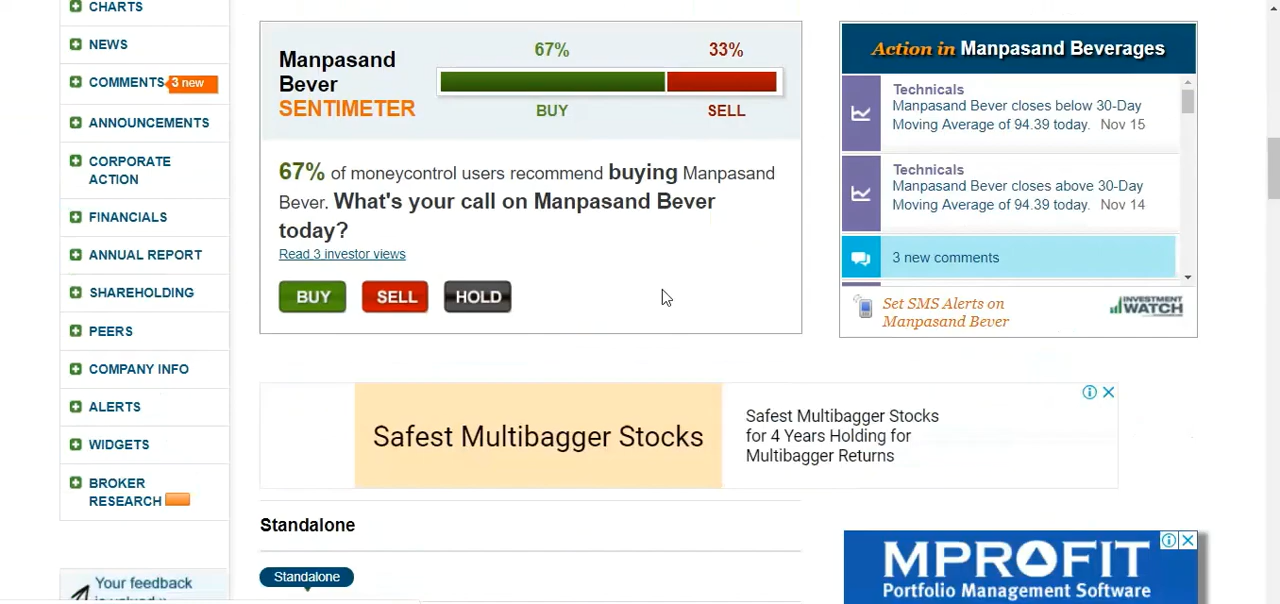 CHARTS
NEWS
COMMENTS 3 new
ANNOUNCEMENTS
CORPORATE
ACTION
FINANCIALS
ANNUAL REPORT
SHAREHOLDING
PEERS
COMPANY INFO
ALERTS
WIDGETS
BROKER
RESEARCH
Your feedback
Manpasand
Bever
SENTIMETER
67% 33%
BUY SELL
67% of moneycontrol users recommend buying Manpasand
Bever. What's your call on Manpasand Bever
today?
Read 3 investor views
BUY SELL HOLD
Action in Manpasand Beverages
Technicals
Manpasand Bever closes below 30-Day
Moving Average of 94.39 today. Nov 15
Technicals
Manpasand Bever closes above 30-Day
Moving Average of 94.39 today. Nov 14
3 new comments
Set SMS Alerts on
Manpasand Bever
INVESTMENT
WATCH
Safest Multibagger Stocks
Safest Multibagger Stocks
for 4 Years Holding for
Multibagger Returns
Standalone
Standalone
MPROFIT
Portfolio Management Software